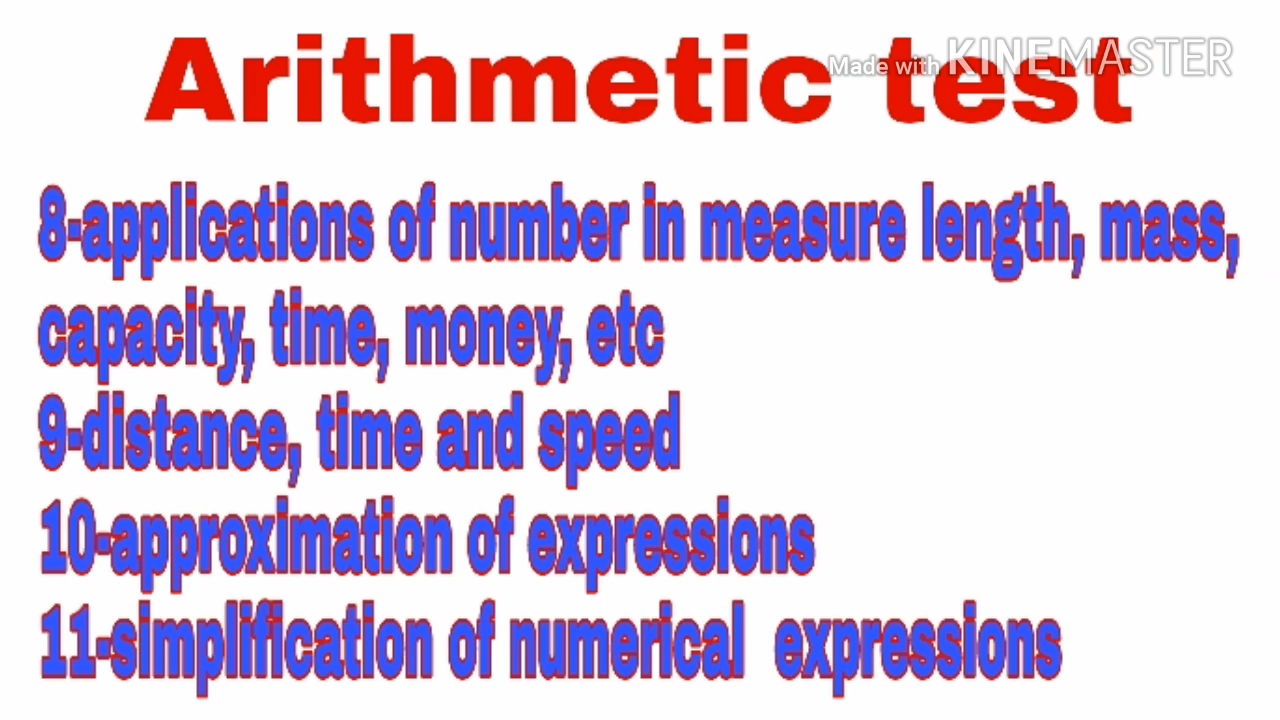 Arithmetic test
Made with KINEMASTER
8-applications of number in measure length, mass,
capacity, time, money, etc
9-distance, time and speed
10-approximation of expressions
11-simplification of numerical expressions